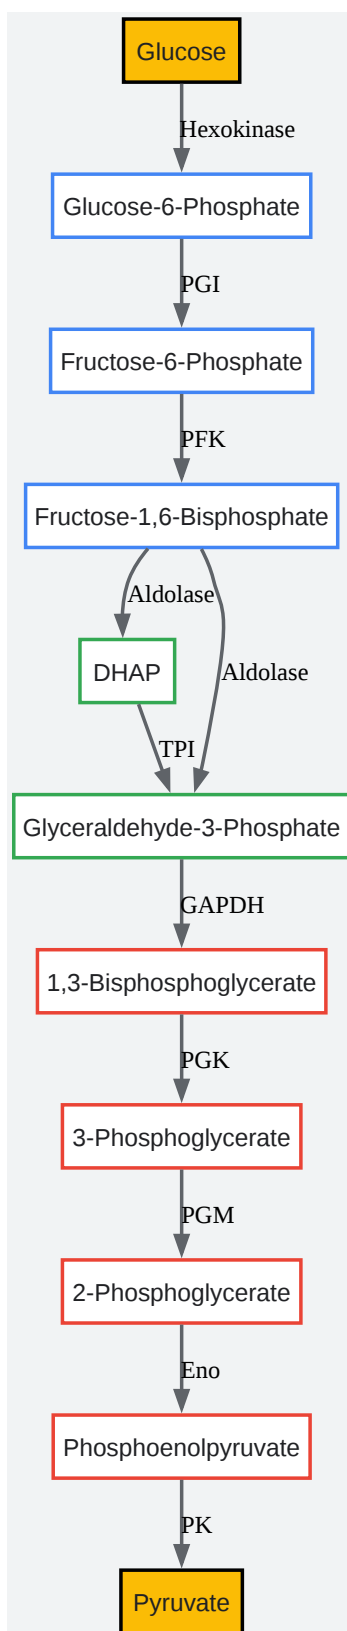 Glucose
Hexokinase
Glucose-6-Phosphate
PGI
Fructose-6-Phosphate
PFK
Fructose-1,6-Bisphosphate
Aldolase
DHAP
Aldolase
TPI
Glyceraldehyde-3-Phosphate
GAPDH
1,3-Bisphosphoglycerate
PGK
3-Phosphoglycerate
PGM
2-Phosphoglycerate
Eno
Phosphoenolpyruvate
PK
Pyruvate